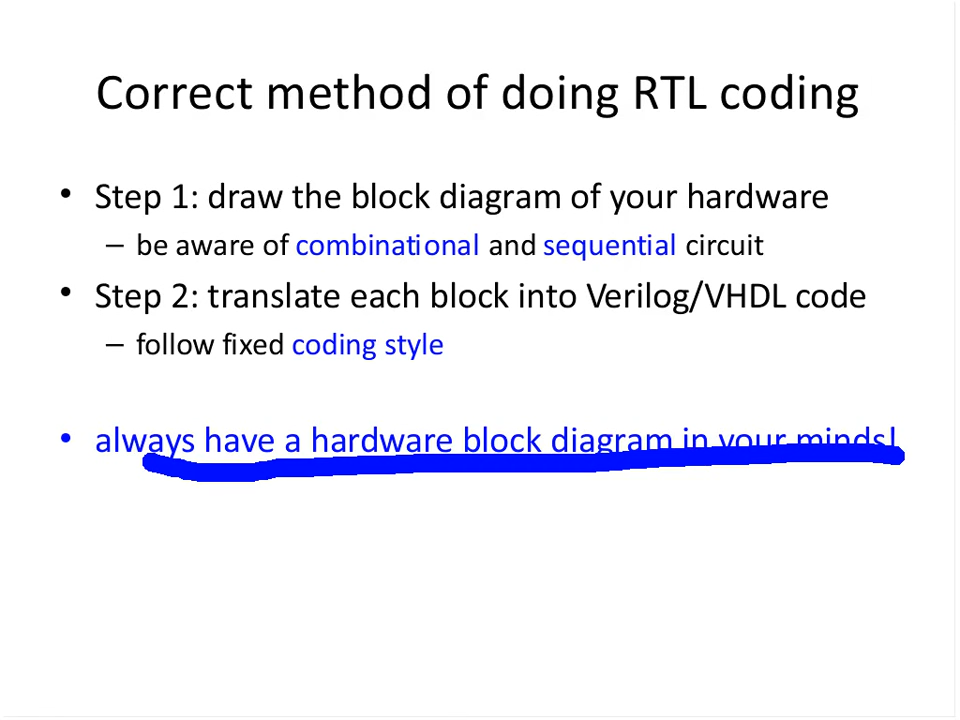 Correct method of doing RTL coding
• Step 1: draw the block diagram of your hardware
– be aware of combinational and sequential circuit
• Step 2: translate each block into Verilog/VHDL code
– follow fixed coding style
• always have a hardware block diagram in your minds!